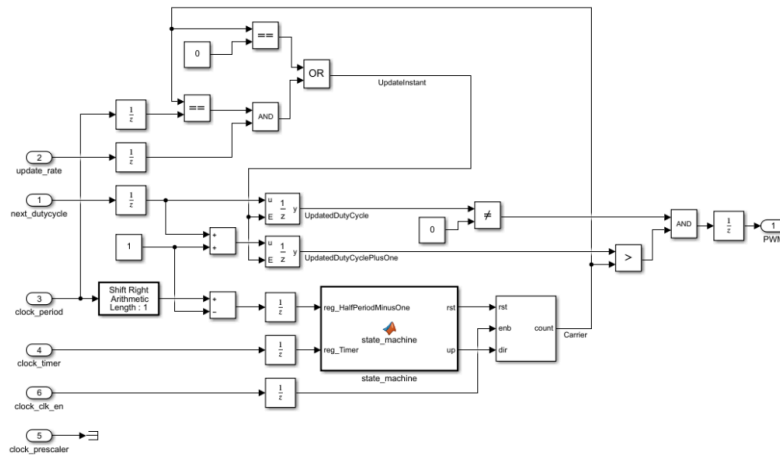 ==
0
OR
UpdateInstant
1
z
==
AND
2
1
z
update_rate
1
1
z
next_dutycycle
u
E
1
z
y
UpdatedDutyCycle
0
≠
AND
1
z
1
PWM
1
+
+
u
E
1
z
y
UpdatedDutyCyclePlusOne
>
3
clock_period
Shift Right
Arithmetic
Length : 1
+
−
1
z
reg_HalfPeriodMinusOne
rst
state_machine
reg_Timer
up
state_machine
rst
enb
dir
count
Carrier
4
clock_timer
1
z
6
clock_clk_en
1
z
5
clock_prescaler